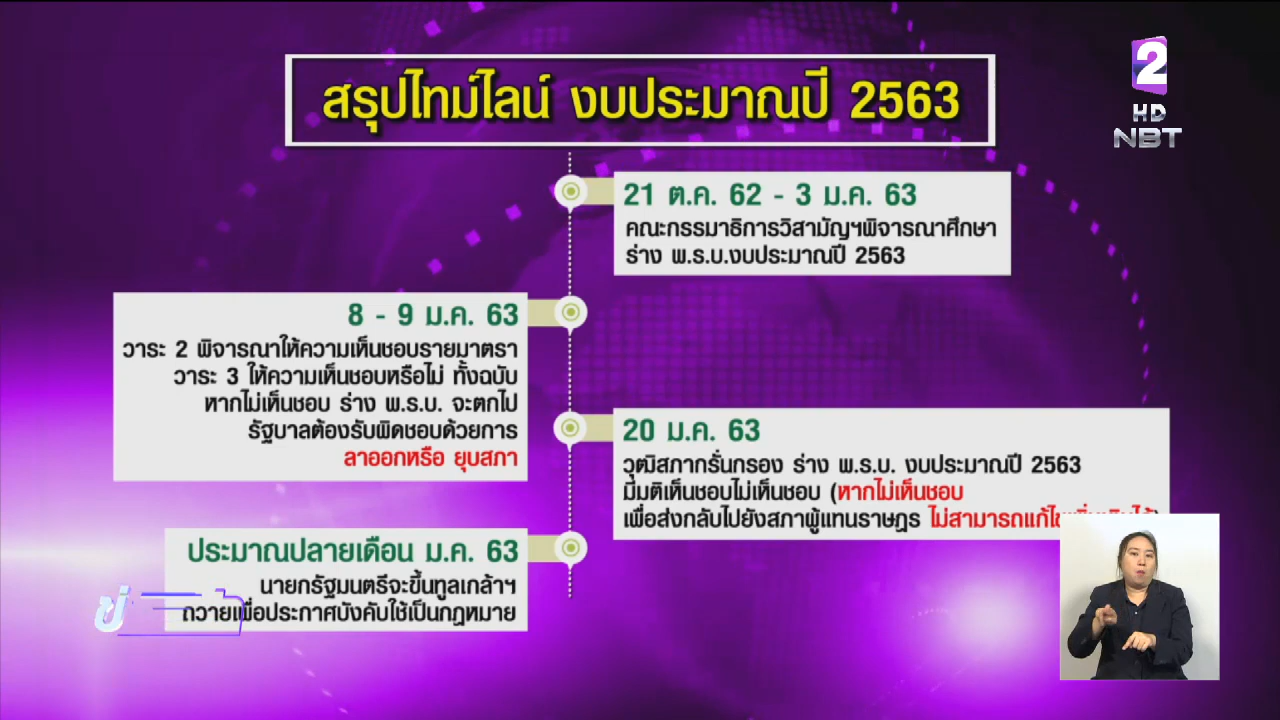 สรุปไทม์ไลน์ งบประมาณปี 2563
2
HD
NBT
21 ต.ค. 62 - 3 ม.ค. 63
คณะกรรมาธิการวิสามัญฯพิจารณาศึกษา
ร่าง พ.ร.บ.งบประมาณปี 2563
8 - 9 ม.ค. 63
วาระ 2 พิจารณาให้ความเห็นชอบรายมาตรา
วาระ 3 ให้ความเห็นชอบหรือไม่ ทั้งฉบับ
หากไม่เห็นชอบ ร่าง พ.ร.บ. จะตกไป
รัฐบาลต้องรับผิดชอบด้วยการ
ลาออกหรือ ยุบสภา
20 ม.ค. 63
วุฒิสภากรั่นกรอง ร่าง พ.ร.บ. งบประมาณปี 2563
มีมติเห็นชอบไม่เห็นชอบ (หากไม่เห็นชอบ
เพื่อส่งกลับไปยังสภาผู้แทนราษฎร ไม่สามารถแก้ไข
ประมาณปลายเดือน ม.ค. 63
นายกรัฐมนตรีจะขึ้นทูลเกล้าฯ
ถวายเพื่อประกาศบังคับใช้เป็นกฎหมาย